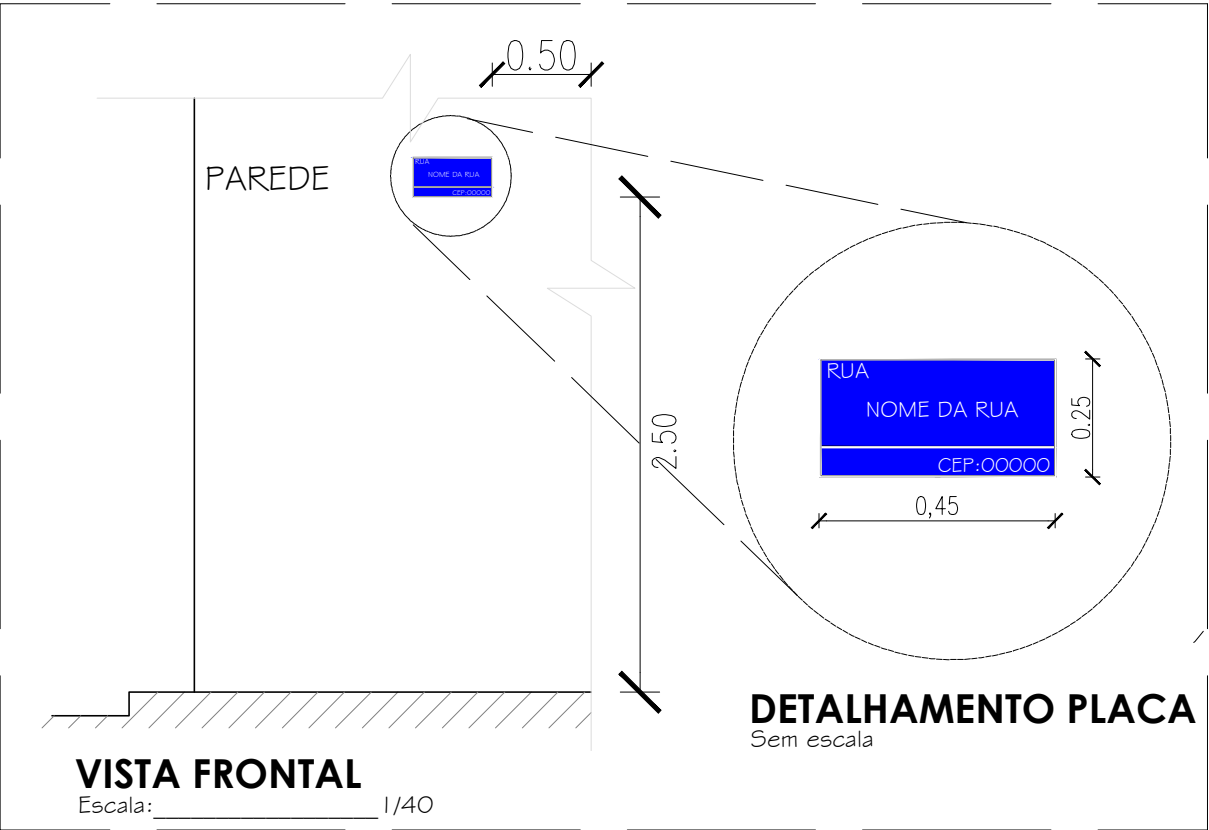 0.50
PAREDE
RUA
NOME DA RUA
CEP:00000
2.50
RUA
NOME DA RUA
CEP:00000
0.25
0,45
DETALHAMENTO PLACA
Sem escala
VISTA FRONTAL
Escala:____________________1/40